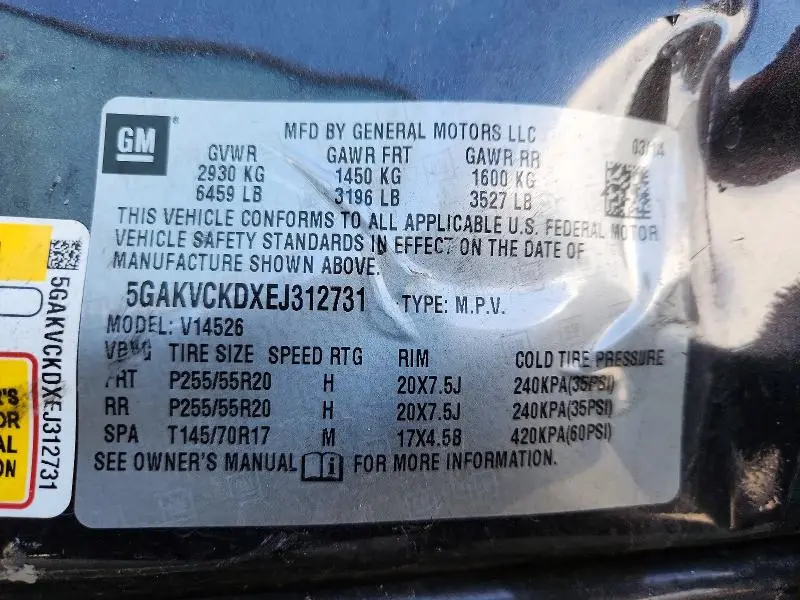 GM
MFD BY GENERAL MOTORS LLC
GVWR GAWR FRT GAWR RR
2930 KG 1450 KG 1600 KG
6459 LB 3196 LB 3527 LB
THIS VEHICLE CONFORMS TO ALL APPLICABLE U.S. FEDERAL MOTOR
VEHICLE SAFETY STANDARDS IN EFFECT ON THE DATE OF
MANUFACTURE SHOWN ABOVE.
5GAKVCKDXEJ312731 TYPE: M.P.V.
MODEL: V14526
TIRE SIZE SPEED RTG RIM COLD TIRE PRESSURE
FRT P255/55R20 H 20X7.5J 240KPA(35PSI)
RR P255/55R20 H 20X7.5J 240KPA(35PSI)
SPA T145/70R17 M 17X4.5B 420KPA(60PSI)
SEE OWNER'S MANUAL FOR MORE INFORMATION.
5GAKVCKDXEJ312731